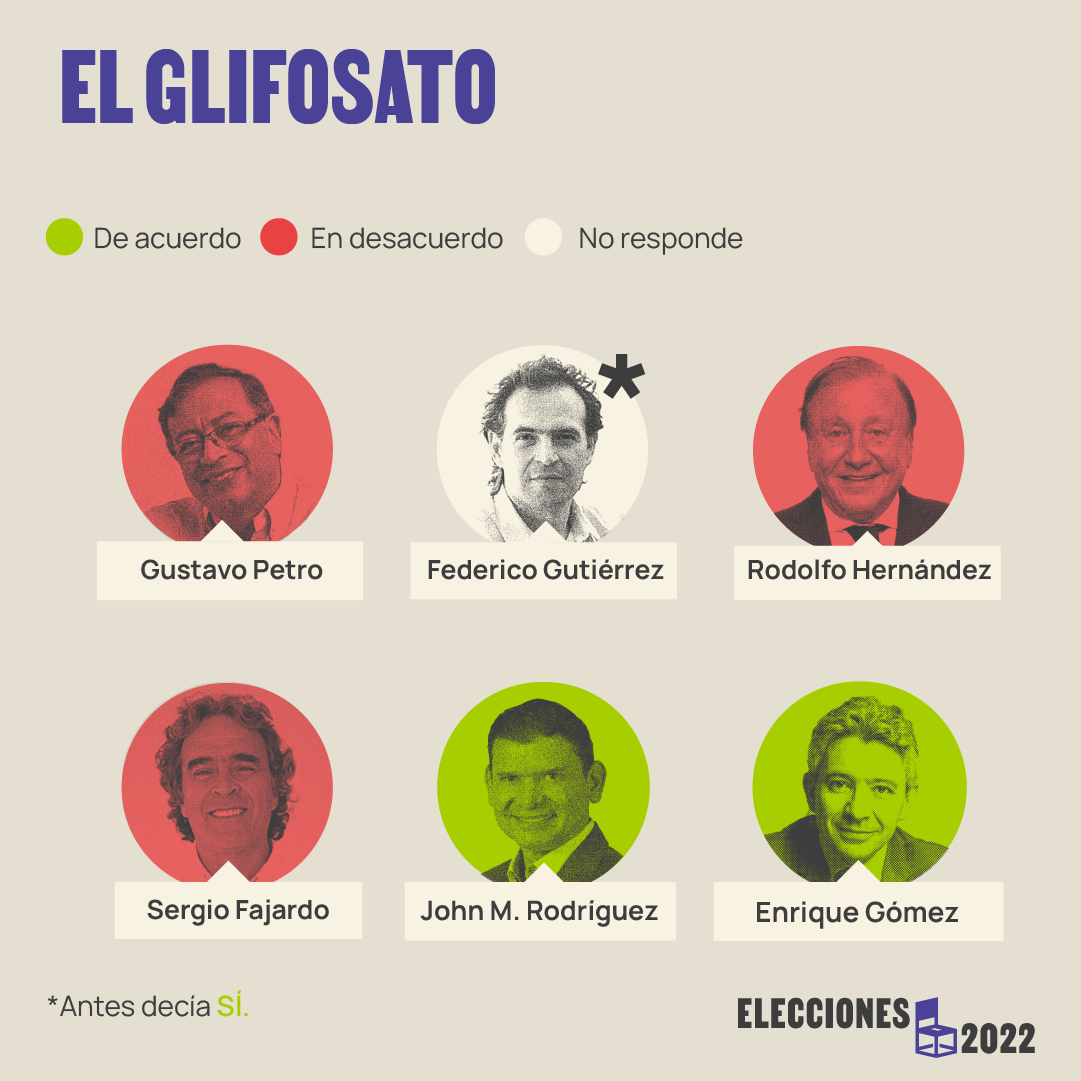 EL GLIFOSATO
De acuerdo En desacuerdo No responde
*
Gustavo Petro Federico Gutiérrez Rodolfo Hernández
Sergio Fajardo John M. Rodríguez Enrique Gómez
*Antes decía SÍ.
ELECCIONES
2022